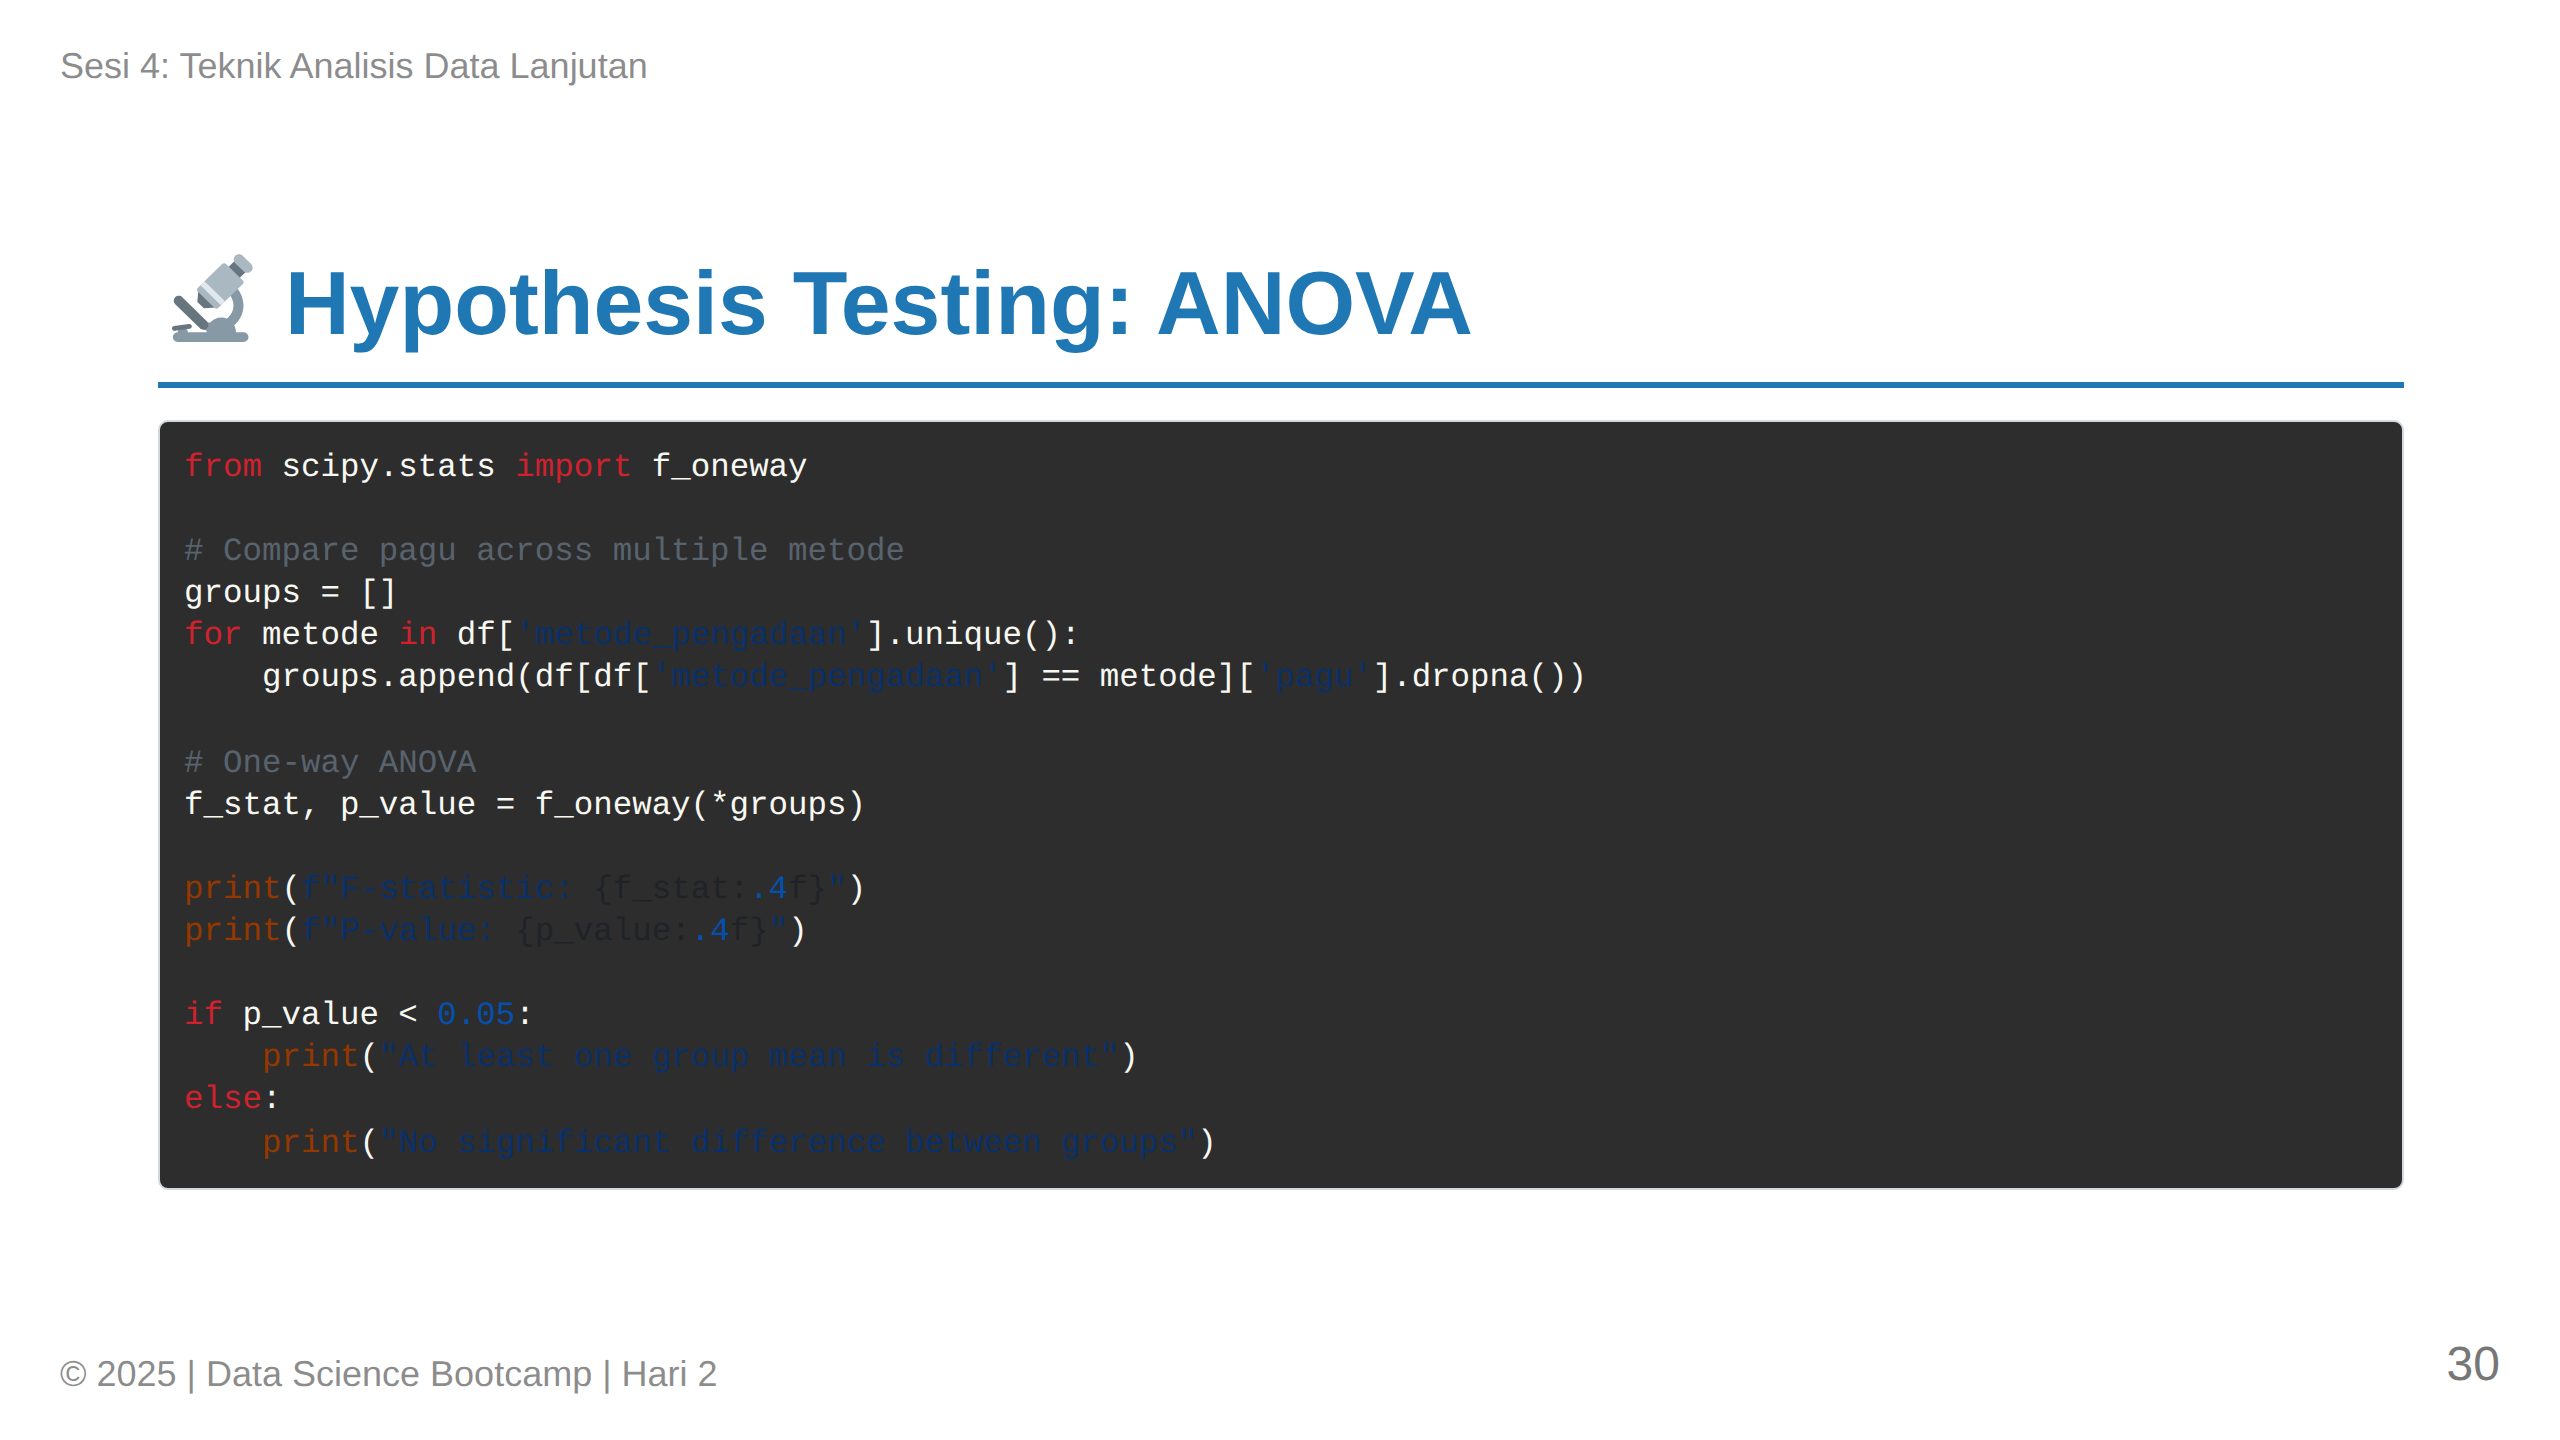 Sesi 4: Teknik Analisis Data Lanjutan
Hypothesis Testing: ANOVA
from scipy.stats import f_oneway
# Compare pagu across multiple metode
groups = []
for metode in df['metode_pengadaan'].unique():
    groups.append(df[df['metode_pengadaan'] == metode]['pagu'].dropna())
# One-way ANOVA
f_stat, p_value = f_oneway(*groups)
print(f"F-statistic: {f_stat:.4f}")
print(f"P-value: {p_value:.4f}")
if p_value < 0.05:
    print("At least one group mean is different")
else:
    print("No significant difference between groups")
© 2025 | Data Science Bootcamp | Hari 2
30